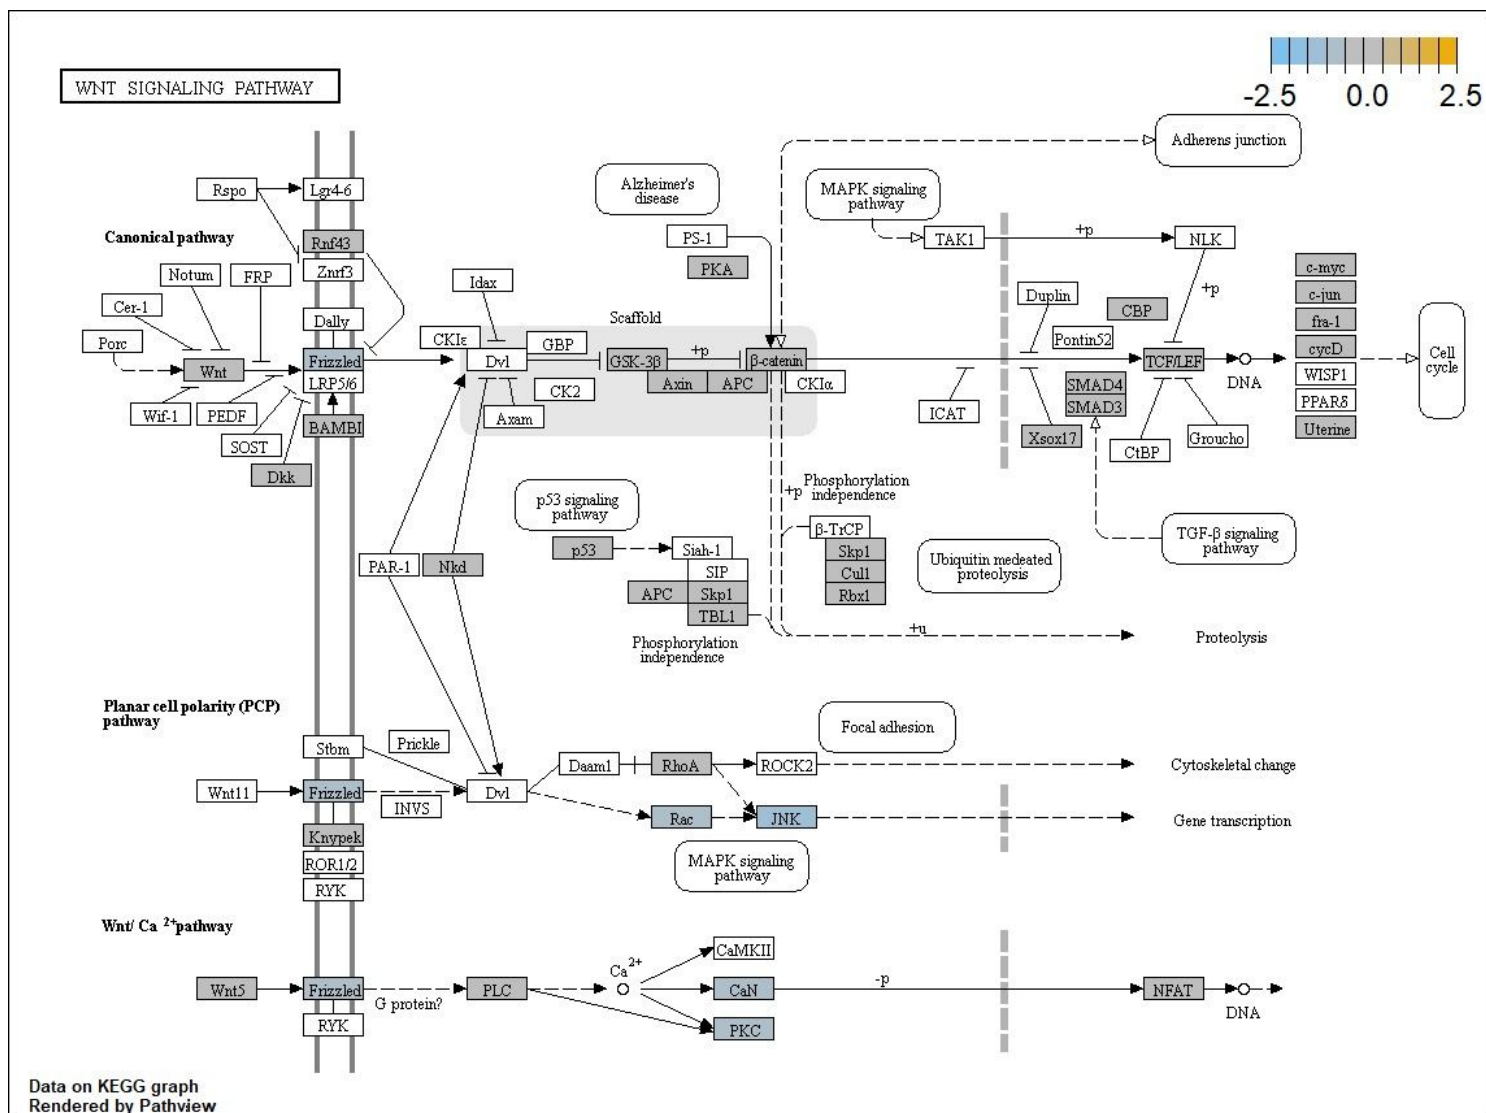 -2.5 0.0 2.5
WNT SIGNALING PATHWAY
Adherens junction
Alzheimer's
disease
MAPK signaling
pathway
Rspo
Lgr4-6
Canonical pathway
Rnf43
Znrf3
PS-1
PKA
TAK1
+p
NLK
Notum
FRP
Cer-1
Porc
Dally
Idax
Scaffold
CKIε
GBP
Duplin
CBP
Pontin52
+p
c-myc
c-jun
fra-1
cycD
WISP1
PPARδ
Uterine
Cell
cycle
Wnt
Frizzled
LRP5/6
Dvl
GSK-3β
+p
β-catenin
TCF/LEF
DNA
Axin
APC
CKIα
CK2
Axam
Wif-1
PEDF
SOST
BAMBI
Dkk
ICAT
SMAD4
SMAD3
Xsox17
CtBP
Groucho
p53 signaling
pathway
+p
Phosphorylation
independence
TGF-β signaling
pathway
β-TrCP
Skp1
Cul1
Rbx1
Ubiquitin medeated
proteolysis
p53
Siah-1
SIP
APC
Skp1
TBL1
PAR-1
Nkd
Phosphorylation
independence
+u
Proteolysis
Planar cell polarity (PCP)
pathway
Stbm
Prickle
Focal adhesion
Daam1
RhoA
ROCK2
Cytoskeletal change
Wnt11
Frizzled
INVS
Dvl
Rac
JNK
Gene transcription
Knypek
ROR1/2
RYK
MAPK signaling
pathway
Wnt/ Ca 2+pathway
CaMKII
Ca2+
Wnt5
Frizzled
G protein?
PLC
CaN
-p
NFAT
DNA
RYK
PKC
Data on KEGG graph
Rendered by Pathview